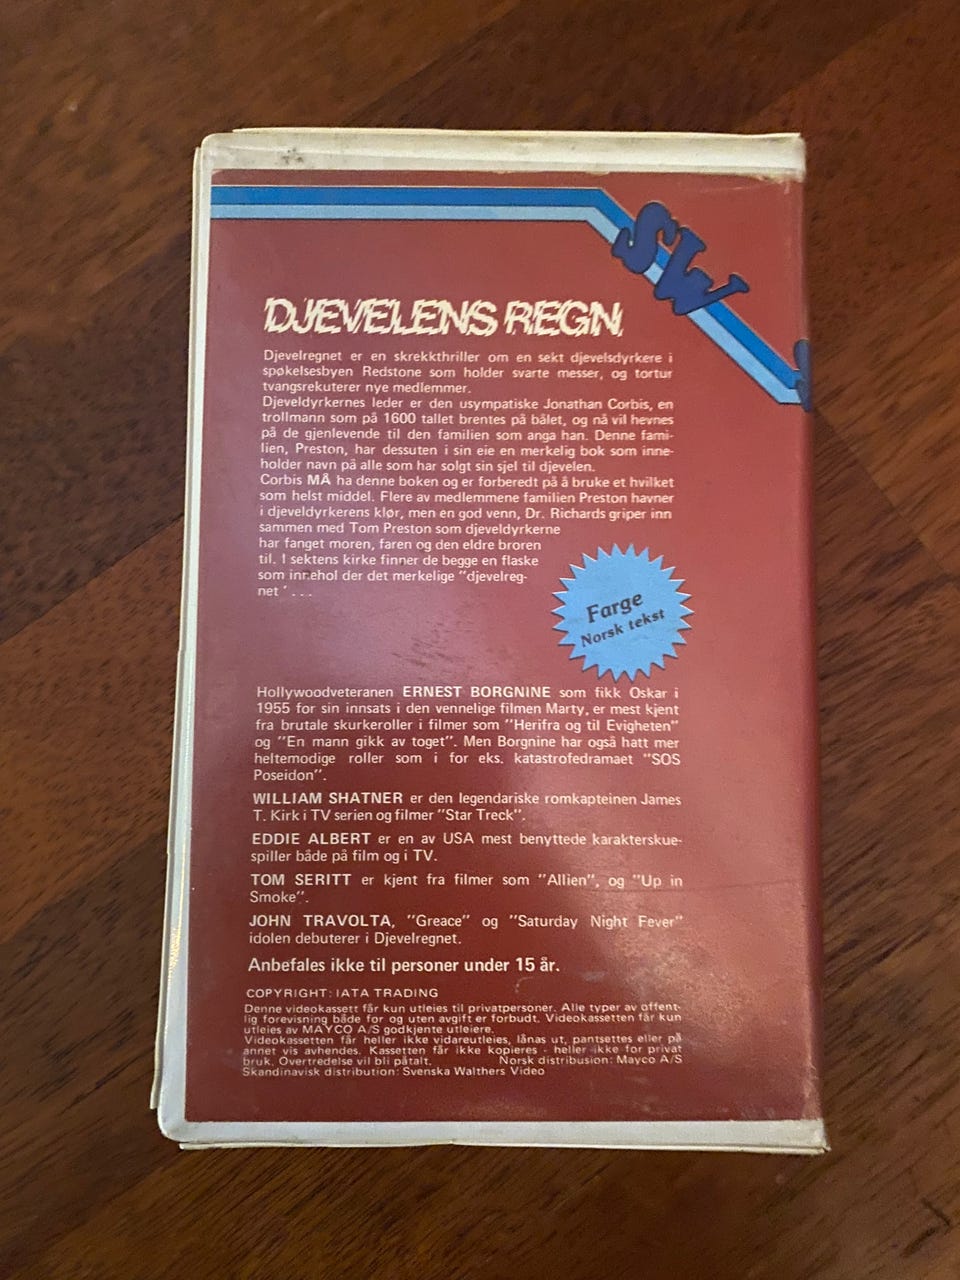 SW
DJEVELENS REGN
Djevelregnet er en skrekkthriller om en sekt djevelsdyrkere i
spøkelsesbyen Redstone som holder svarte messer, og tortur
tvangsrekuterer nye medlemmer.
Djeveldyrkernes leder er den usympatiske Jonathan Corbis, en
trollmann som på 1600 tallet brentes på bålet, og nå vil hevnes
på de gjenlevende til den familien som anga han. Denne fami-
lien, Preston, har dessuten i sin eie en merkelig bok som inne-
holder navn på alle som har solgt sin sjel til djevelen.
Corbis MÅ ha denne boken og er forberedt på å bruke et hvilket
som helst middel. Flere av medlemmene familien Preston havner
i djeveldyrkerens klør, men en god venn, Dr. Richards griper inn
sammen med Tom Preston som djeveldyrkerne
har fanget moren, faren og den eldre broren
til. I sektens kirke finner de begge en flaske
som innehol der det merkelige "djevelreg-
net" . . .
Farge
Norsk tekst
Hollywoodveteranen ERNEST BORGNINE som fikk Oskar i
1955 for sin innsats i den vennelige filmen Marty, er mest kjent
fra brutale skurkeroller i filmer som "Herifra og til Evigheten"
og "En mann gikk av toget". Men Borgnine har også hatt mer
heltemodige roller som i for eks. katastrofedramaet "SOS
Poseidon".
WILLIAM SHATNER er den legendariske romkapteinen James
T. Kirk i TV serien og filmer "Star Treck".
EDDIE ALBERT er en av USA mest benyttede karakterskue-
spiller både på film og i TV.
TOM SERITT er kjent fra filmer som "Allien", og "Up in
Smoke".
JOHN TRAVOLTA, "Greace" og "Saturday Night Fever"
idolen debuterer i Djevelregnet.
Anbefales ikke til personer under 15 år.
COPYRIGHT: IATA TRADING
Denne videokassett får kun utleies til privatpersoner. Alle typer av offent-
lig forevisning både for og uten avgift er forbudt. Videokassetten får kun
utleies av MAYCO A/S godkjente utleiere.
Videokassetten får heller ikke vidareutleies, lånas ut, pantsettes eller på
annet vis avhendes. Kassetten får ikke kopieres - heller ikke for privat
bruk. Overtredelse vil bli påtalt. Norsk distribusion: Mayco A/S
Skandinavisk distribution: Svenska Walthers Video